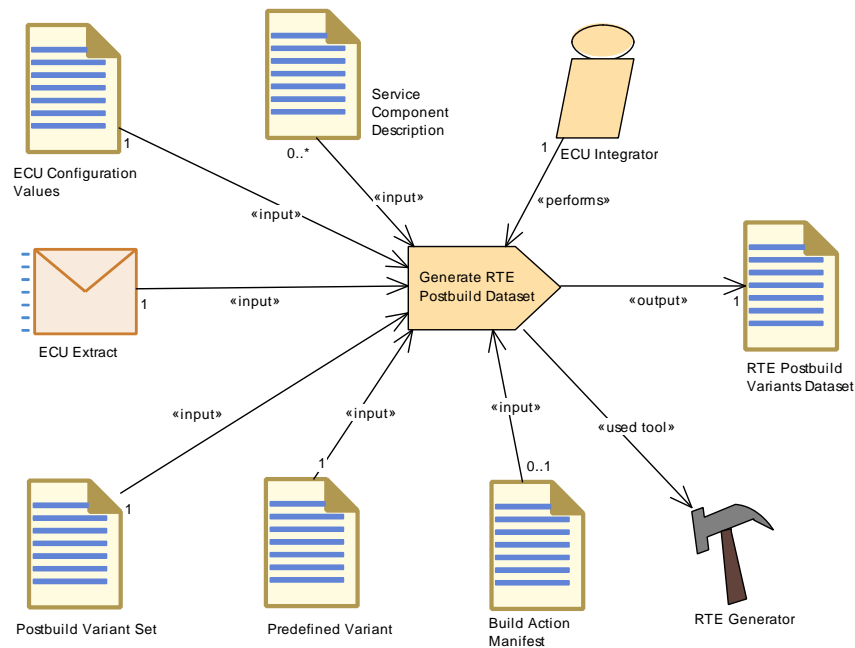 Service
Component
Description
0..*
1
ECU Configuration
Values
1
ECU Integrator
«input»
«input»
«performs»
Generate RTE
Postbuild Dataset
1
«input»
ECU Extract
«output»
1
RTE Postbuild
Variants Dataset
«input»
«input»
«input»
«used tool»
1
1
0..1
Postbuild Variant Set
Predefined Variant
Build Action
Manifest
RTE Generator